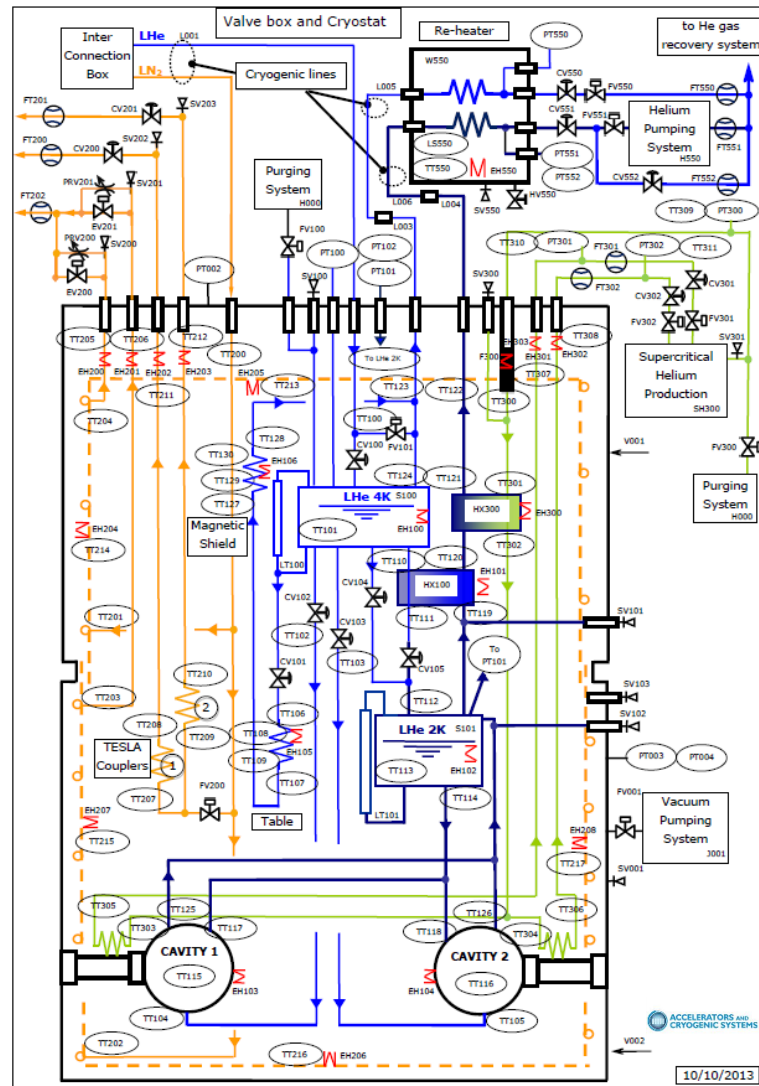 Valve box and Cryostat
Re-heater
to He gas
recovery system
Inter
Connection
Box
LHe
L001
LN2
Cryogenic lines
W550
PT550
L005
CV550
FV550
FT550
CV551
FV551
Helium
Pumping
System
H550
FT551
LS550
TT550
EH550
PT551
PT552
CV552
FT552
SV550
HV550
L006
L004
L003
FT201
CV201
SV203
FT200
CV200
SV202
PRV201
SV201
FT202
EV201
PRV200
SV200
EV200
Purging
System
H000
FV100
PT002
SV100
PT100
PT102
PT101
TT309
PT300
TT310
PT301
FT301
PT302
TT311
FT302
SV300
CV301
CV302
FV302
FV301
SV301
Supercritical
Helium
Production
SH300
FV300
Purging
System
H000
V001
TT205
TT206
TT212
TT200
To LHe 2K
F300
EH303
EH301
EH302
TT308
TT307
EH200
EH201
EH202
EH203
EH205
TT213
TT123
TT122
TT300
TT211
TT204
TT100
FV101
CV100
TT128
TT130
EH106
TT129
TT127
TT124
TT121
TT301
LHe 4K
S100
TT101
EH100
HX300
EH300
TT302
Magnetic
Shield
EH204
TT214
LT100
TT110
TT120
EH101
CV104
HX100
CV102
CV103
TT111
TT119
TT102
TT103
SV101
TT201
CV101
CV105
To
PT101
TT210
TT203
TT112
SV103
SV102
2
TT106
TT208
TT209
TT108
EH105
TT109
TT107
LHe 2K
S101
TT113
EH102
TT114
LT101
TESLA
Couplers
1
TT207
FV200
Table
PT003
PT004
FV001
Vacuum
Pumping
System
J001
EH207
TT215
EH208
TT217
SV001
TT305
TT125
TT303
TT117
TT126
TT118
TT304
TT306
CAVITY 1
TT115
EH103
CAVITY 2
TT116
EH104
TT104
TT105
TT202
TT216
EH206
V002
ACCELERATORS AND
CRYOGENIC SYSTEMS
10/10/2013